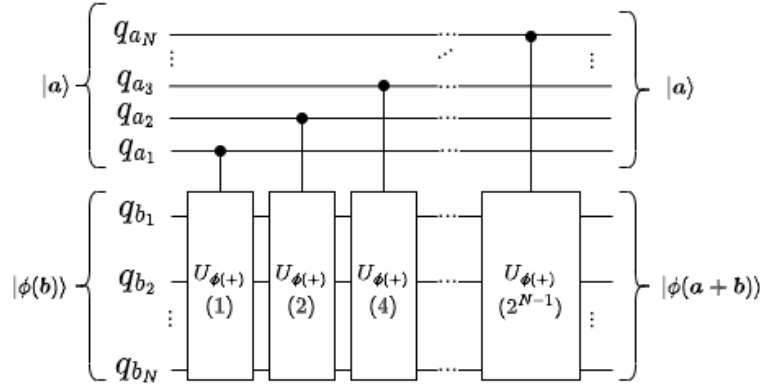 q_{a_N} ...
|a⟩ ⋮ ⋰ ⋮ |a⟩
q_{a_3} ...
q_{a_2} ...
q_{a_1} ...
q_{b_1} ...
|ϕ(b)⟩ q_{b_2} U_{ϕ(+)} (1) U_{ϕ(+)} (2) U_{ϕ(+)} (4) ... U_{ϕ(+)} (2^{N−1}) |ϕ(a + b)⟩
⋮ ⋮
q_{b_N} ...